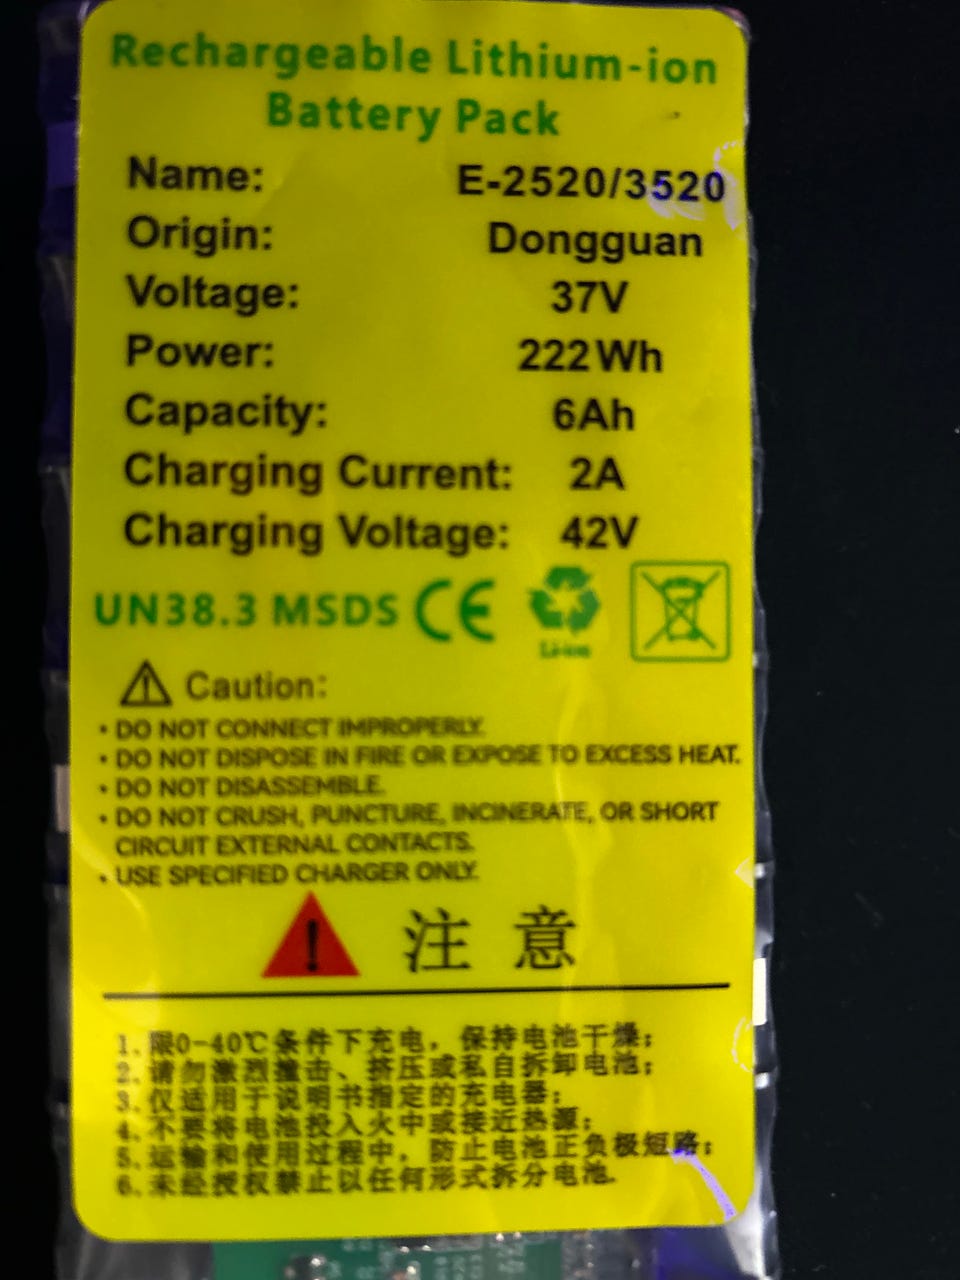 Rechargeable Lithium-ion
Battery Pack
Name: E-2520/3520
Origin: Dongguan
Voltage: 37V
Power: 222Wh
Capacity: 6Ah
Charging Current: 2A
Charging Voltage: 42V
UN38.3 MSDS CE
Li-ion
Caution:
• DO NOT CONNECT IMPROPERLY.
• DO NOT DISPOSE IN FIRE OR EXPOSE TO EXCESS HEAT.
• DO NOT DISASSEMBLE.
• DO NOT CRUSH, PUNCTURE, INCINERATE, OR SHORT
CIRCUIT EXTERNAL CONTACTS.
• USE SPECIFIED CHARGER ONLY.
! 注 意
1. 限0-40℃条件下充电，保持电池干燥；
2. 请勿激烈撞击、挤压或私自拆卸电池；
3. 仅适用于说明书指定的充电器；
4. 不要将电池投入火中或接近热源；
5. 运输和使用过程中，防止电池正负极短路；
6. 未经授权禁止以任何形式拆分电池.